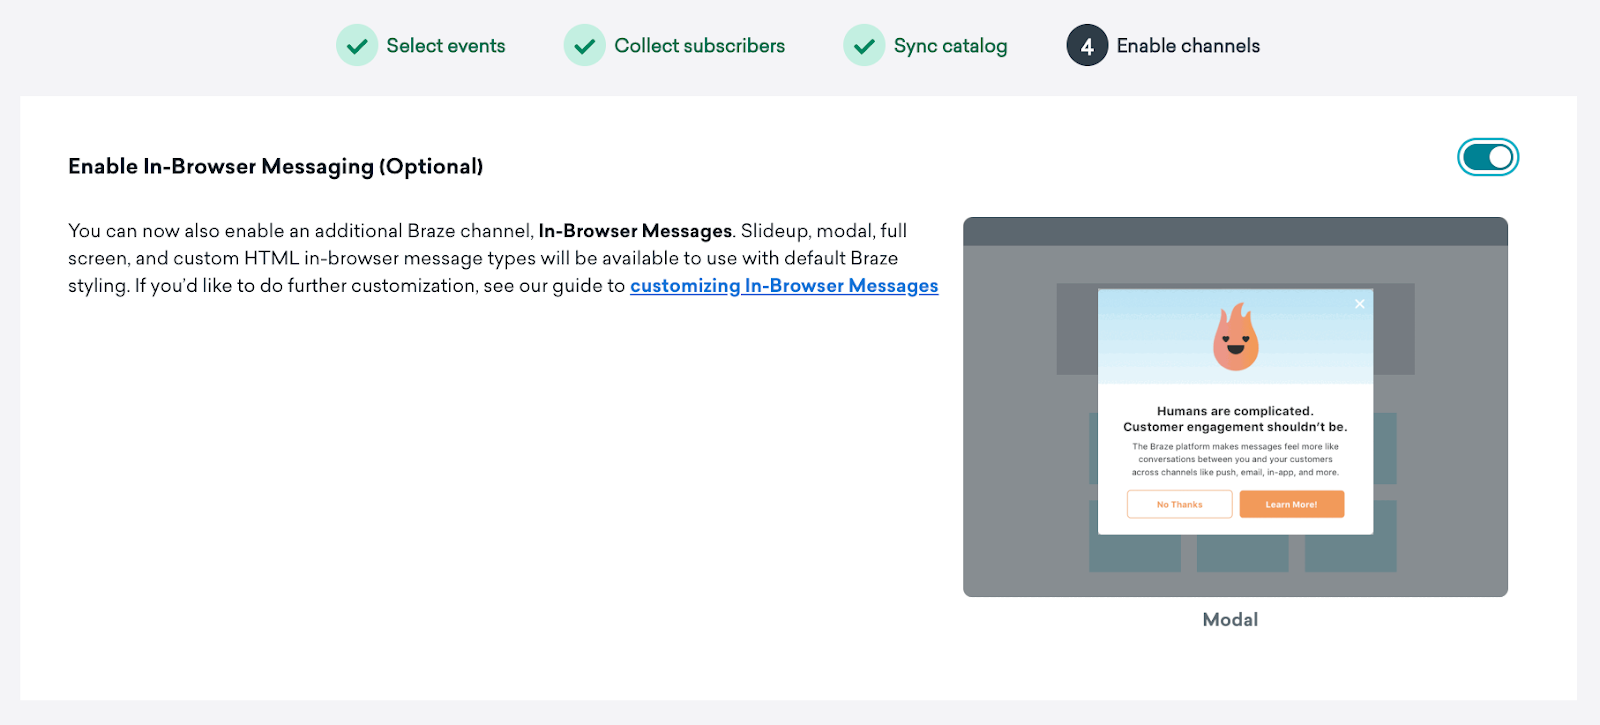 Select events
Collect subscribers
Sync catalog
4 Enable channels
Enable In-Browser Messaging (Optional)
You can now also enable an additional Braze channel, In-Browser Messages. Slideup, modal, full
screen, and custom HTML in-browser message types will be available to use with default Braze
styling. If you’d like to do further customization, see our guide to customizing In-Browser Messages
Humans are complicated.
Customer engagement shouldn’t be.
The Braze platform makes messages feel more like
conversations between you and your customers
across channels like push, email, in-app, and more.
No Thanks
Learn More!
Modal